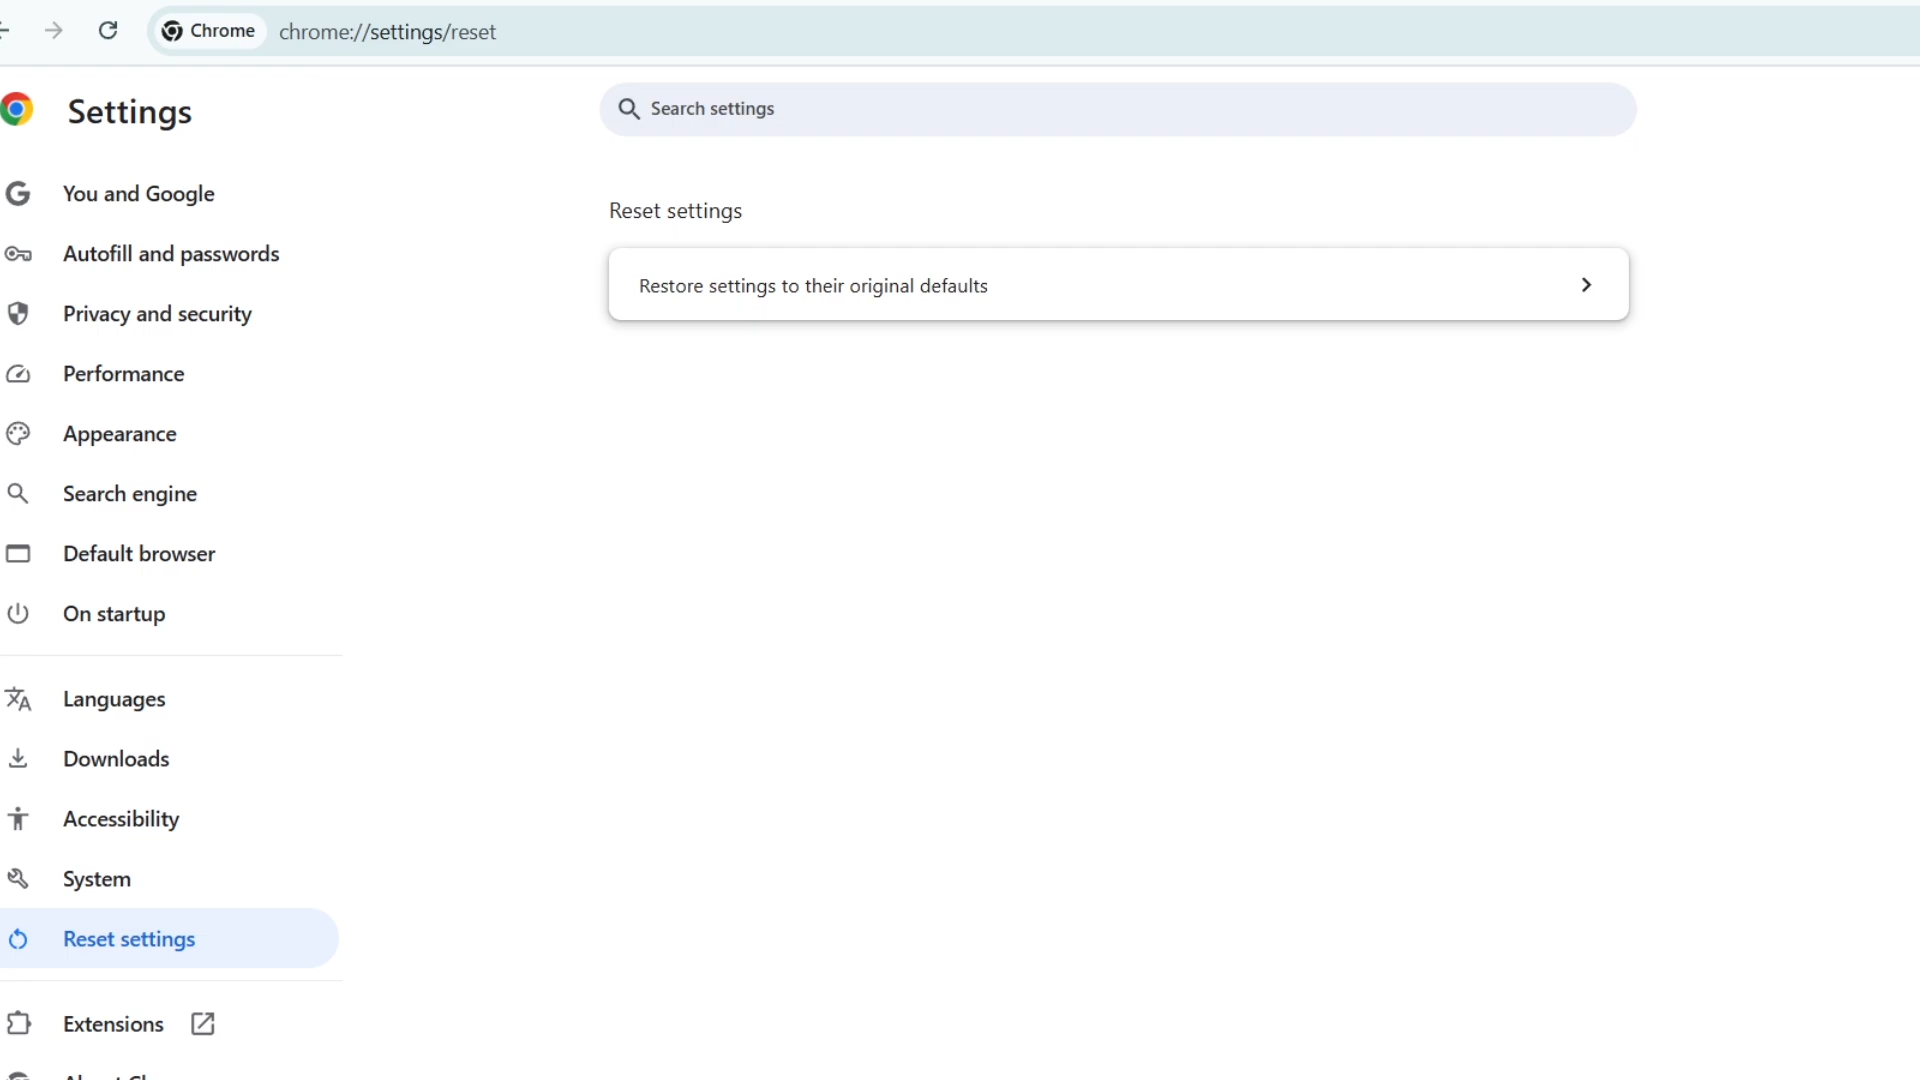 Chrome
chrome://settings/reset
Settings
Search settings
You and Google
Autofill and passwords
Privacy and security
Performance
Appearance
Search engine
Default browser
On startup
Languages
Downloads
Accessibility
System
Reset settings
Extensions
Reset settings
Restore settings to their original defaults